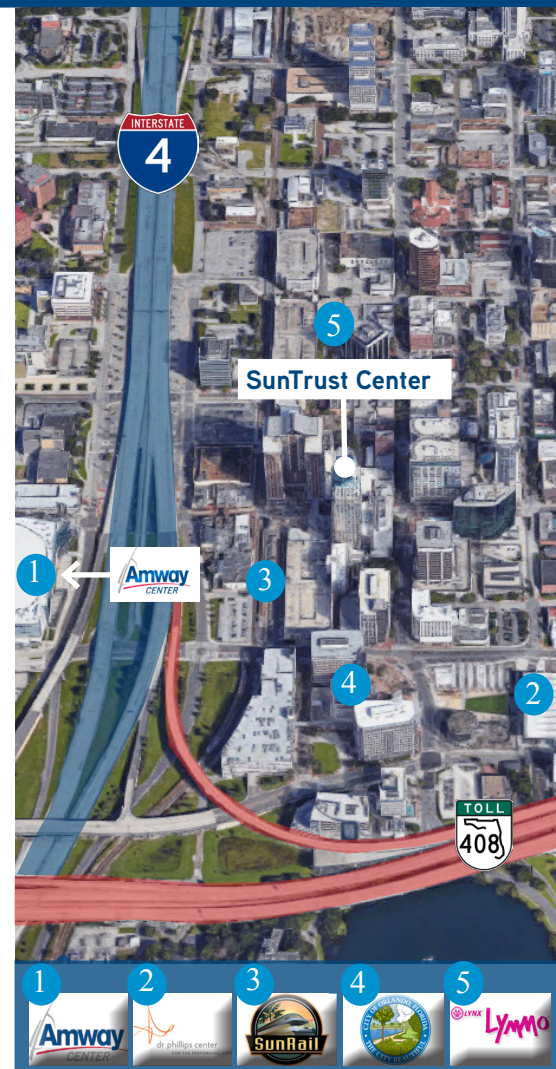 INTERSTATE
4
5
SunTrust Center
1
Amway
CENTER
3
4
2
TOLL
408
1
2
3
4
5
Amway
CENTER
dr phillips center
FOR THE PERFORMING
SunRail
CITY OF ORLANDO, FLORIDA
THE CITY BEAUTIFUL
LYNX
LYMMO